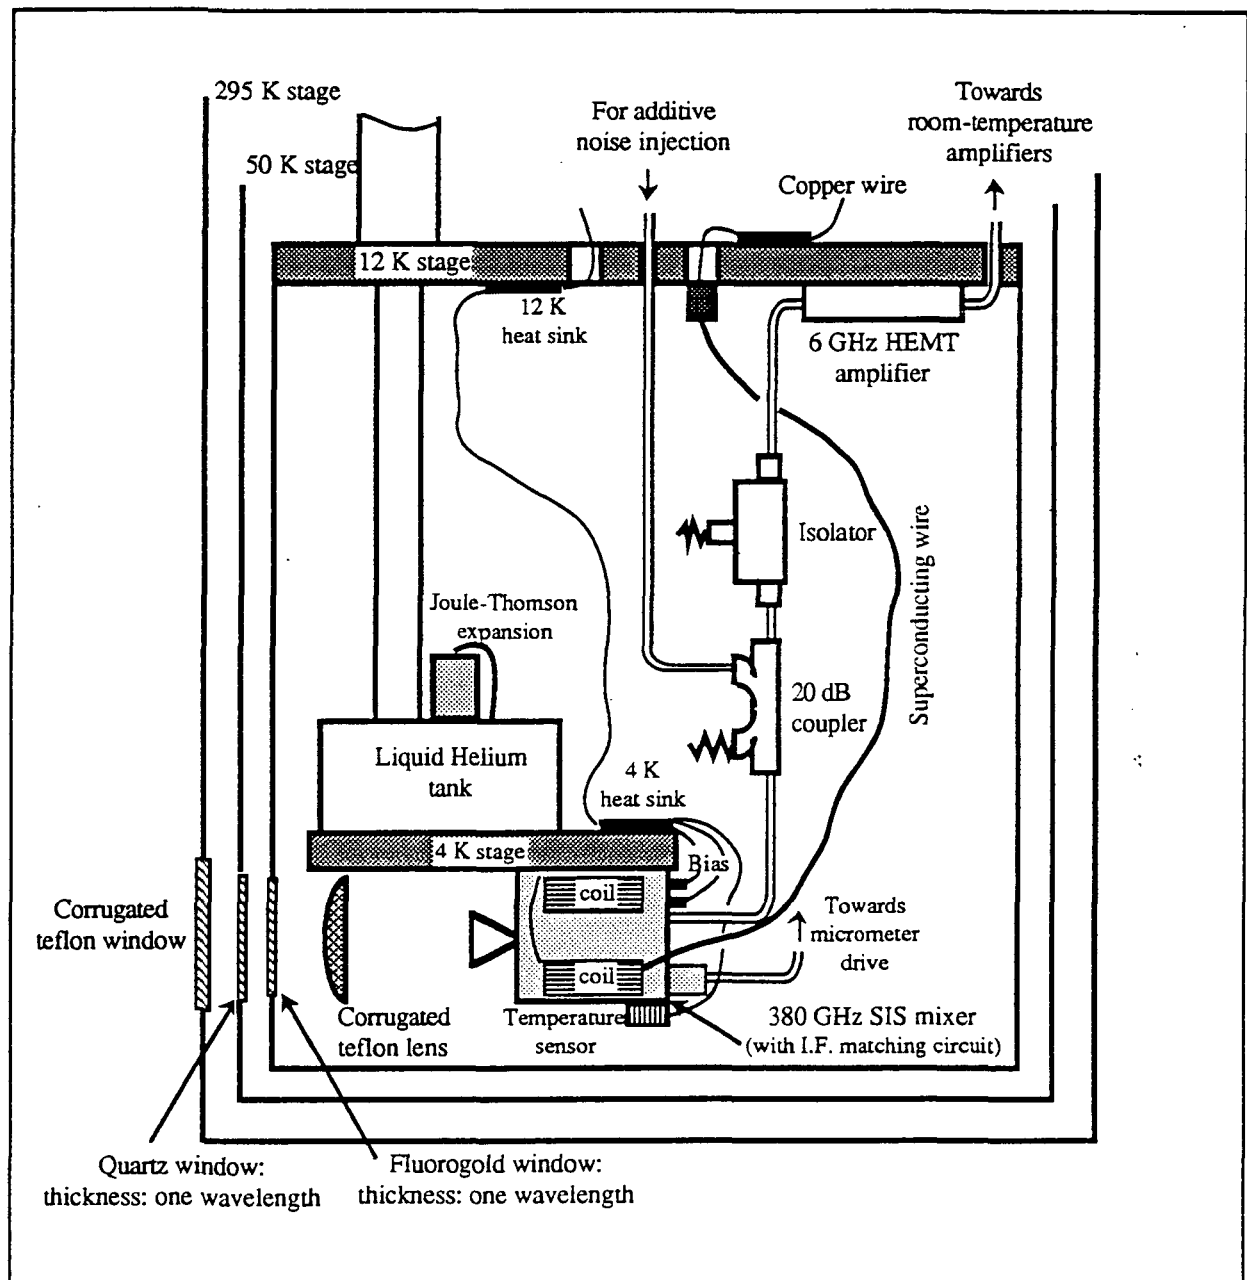 295 K stage
50 K stage
For additive
noise injection
Towards
room-temperature
amplifiers
Copper wire
12 K stage
12 K
heat sink
6 GHz HEMT
amplifier
Isolator
Superconducting wire
Joule-Thomson
expansion
20 dB
coupler
Liquid Helium
tank
4 K
heat sink
4 K stage
Bias
coil
coil
Corrugated
teflon window
Towards
micrometer
drive
Corrugated
teflon lens
Temperature
sensor
380 GHz SIS mixer
(with I.F. matching circuit)
Quartz window:
thickness: one wavelength
Fluorogold window:
thickness: one wavelength